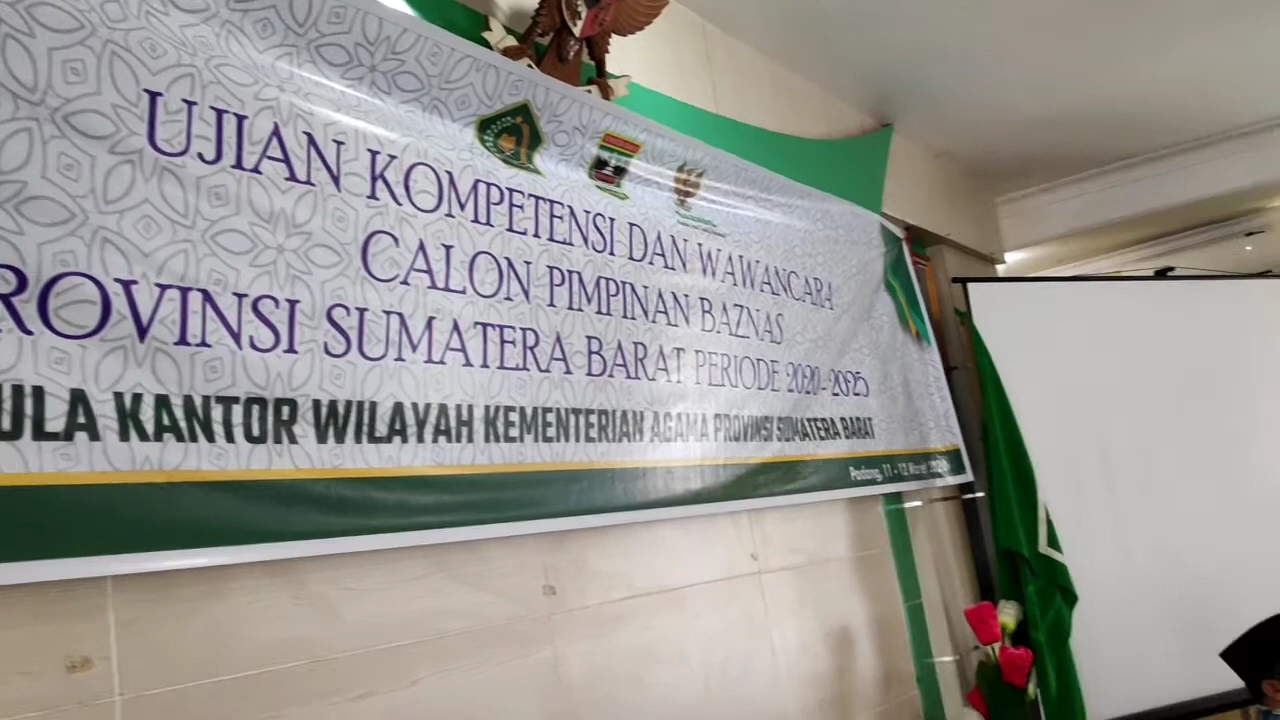 UJIAN KOMPETENSI DAN WAWANCARA
CALON PIMPINAN BAZNAS
ROVINSI SUMATERA BARAT PERIODE 2020-2025
ULA KANTOR WILAYAH KEMENTERIAN AGAMA PROVINSI SUMATERA BARAT
Padang, 11 - 12 Maret